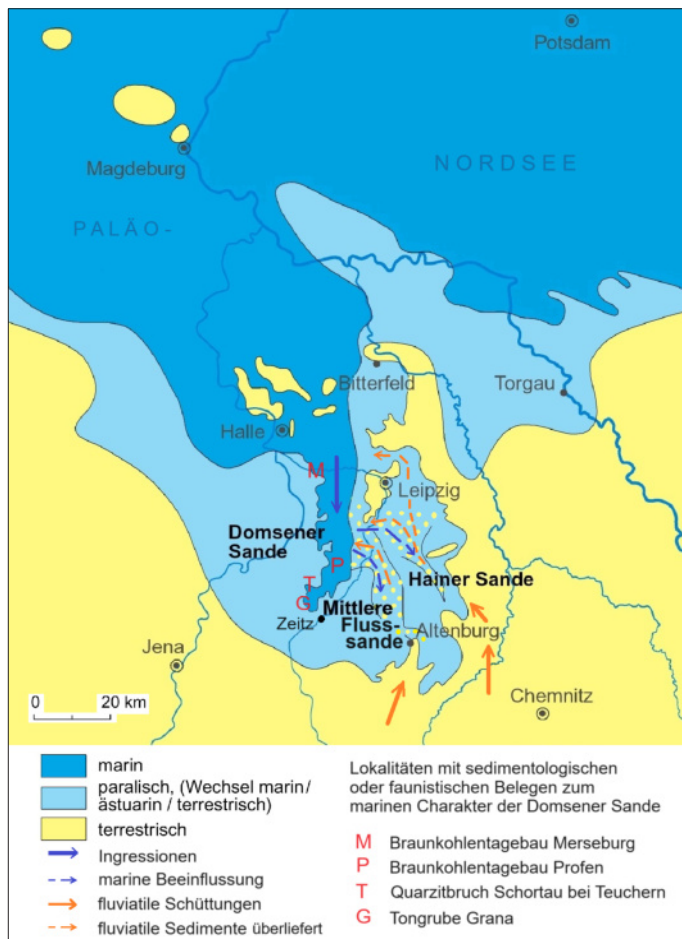 Potsdam
Magdeburg
NORDSEE
PALÄO-
Bitterfeld
Torgau
Halle
M
Leipzig
Domsener
Sande
P
T
G
Hainer Sande
Zeitz
Mittlere
Fluss-
sande
Altenburg
Jena
Chemnitz
0 20 km
marin
paralisch, (Wechsel marin/
ästuarin / terrestrisch)
terrestrisch
Ingressionen
marine Beeinflussung
fluviatile Schüttungen
fluviatile Sedimente überliefert
Lokalitäten mit sedimentologischen
oder faunistischen Belegen zum
marinen Charakter der Domsener Sande
M Braunkohlentagebau Merseburg
P Braunkohlentagebau Profen
T Quarzitbruch Schortau bei Teuchern
G Tongrube Grana